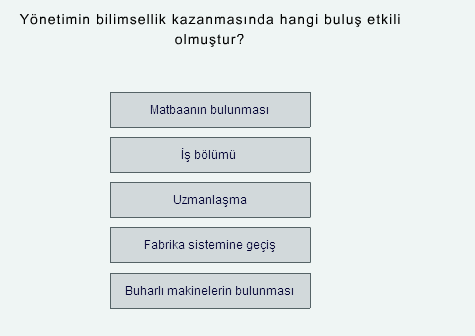 Yönetimin bilimsellik kazanmasında hangi buluş etkili
olmuştur?
Matbaanın bulunması
İş bölümü
Uzmanlaşma
Fabrika sistemine geçiş
Buharlı makinelerin bulunması